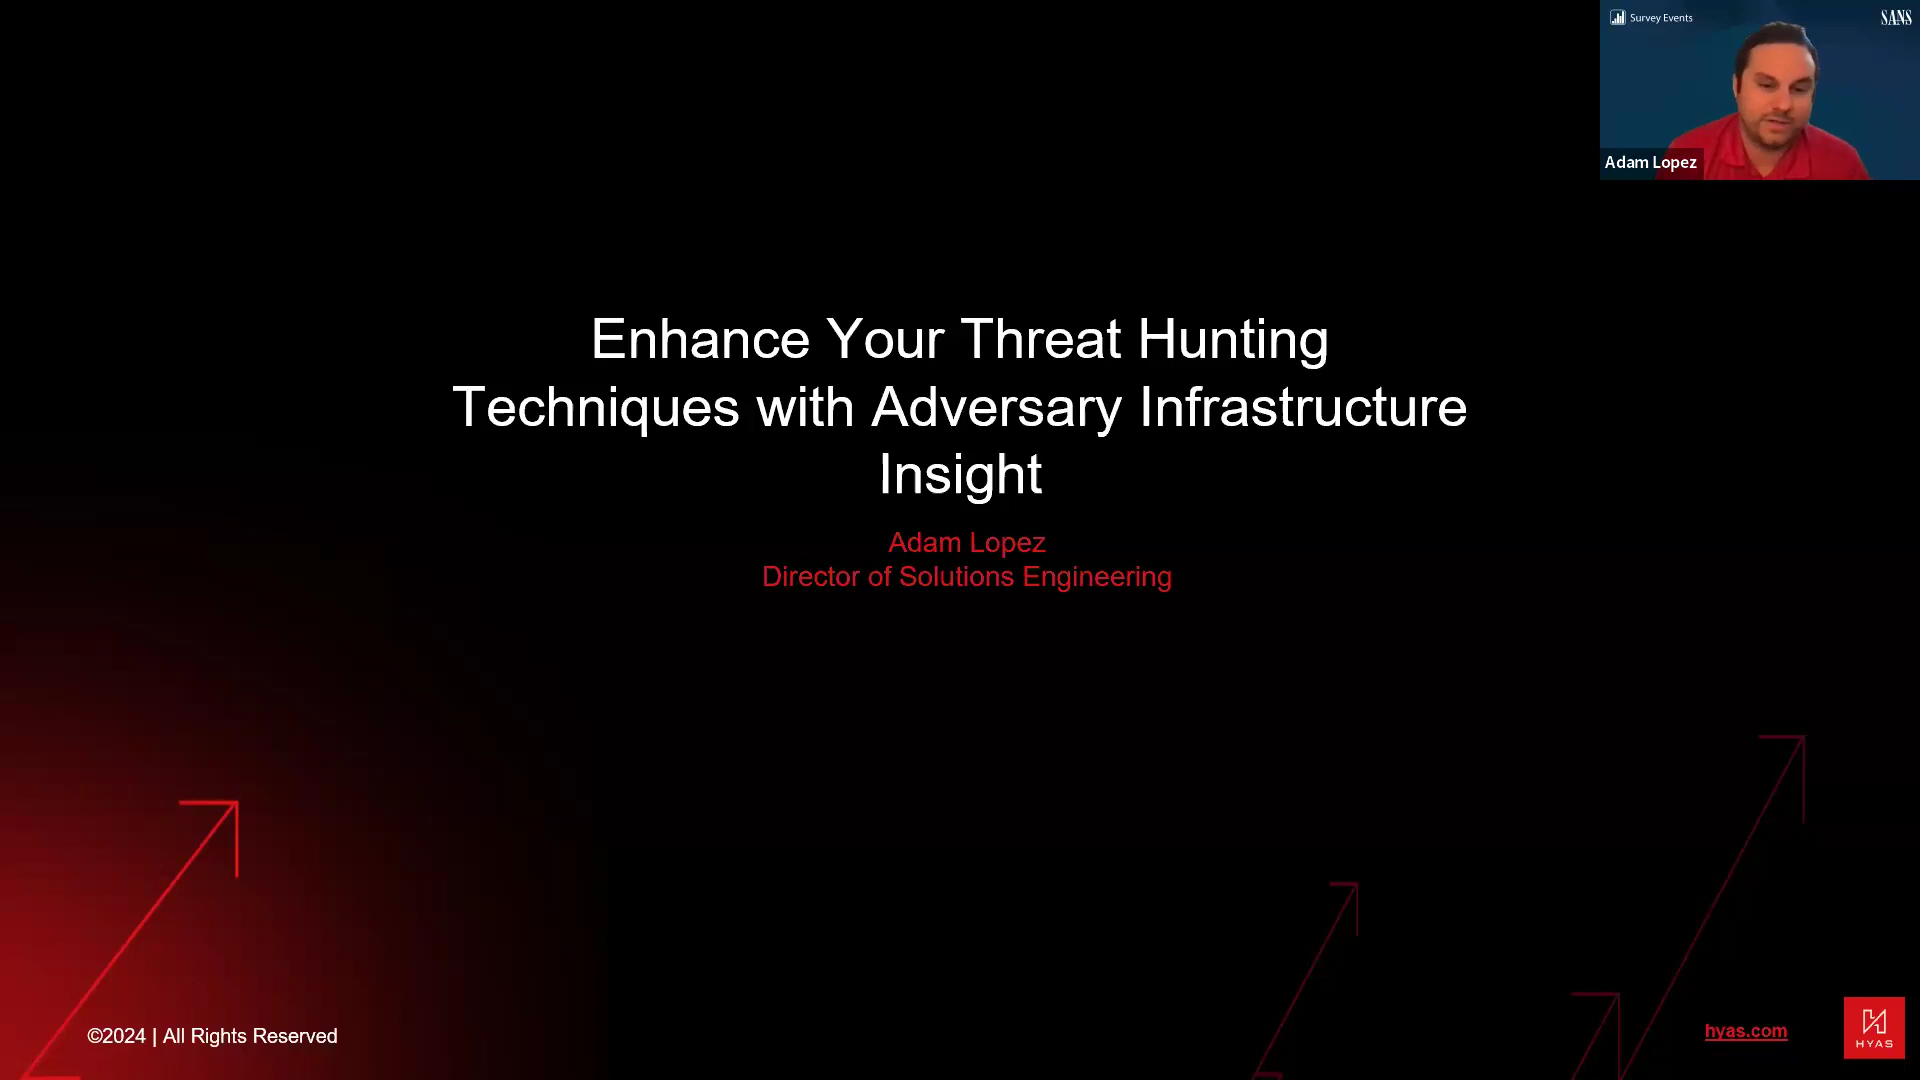 Survey Events
SANS
Adam Lopez
Enhance Your Threat Hunting
Techniques with Adversary Infrastructure
Insight
Adam Lopez
Director of Solutions Engineering
©2024 | All Rights Reserved
hyas.com
HYAS